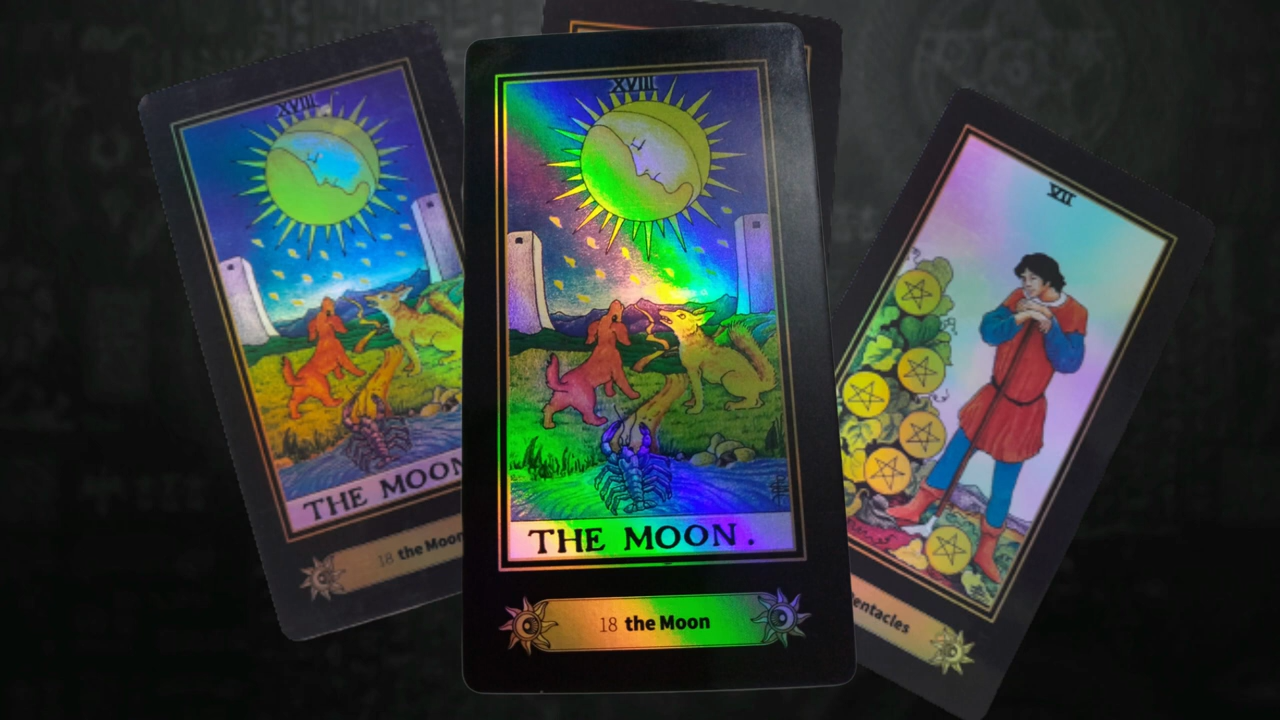 XVIII
THE MOON
18 the Moon
XVIII
THE MOON.
18 the Moon
VII
entacles